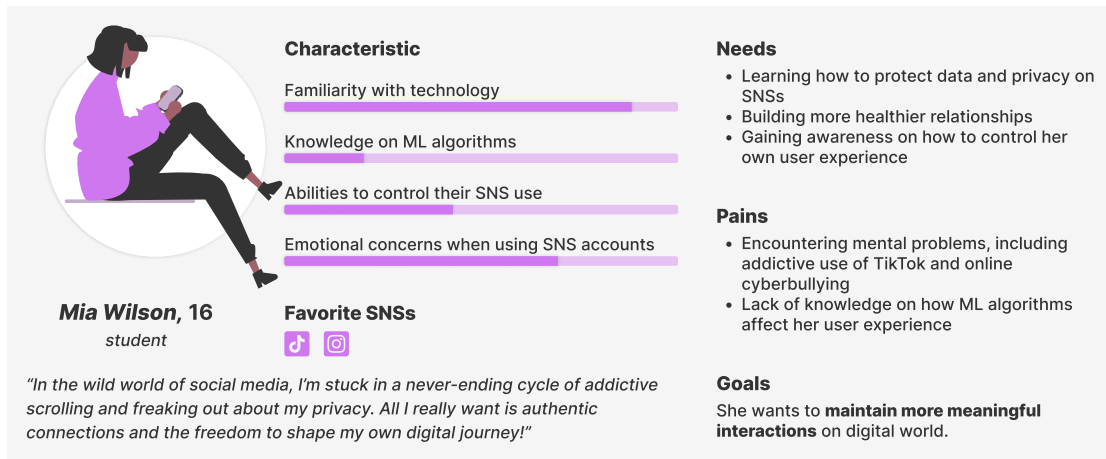 Characteristic
Familiarity with technology
Knowledge on ML algorithms
Abilities to control their SNS use
Emotional concerns when using SNS accounts
Mia Wilson, 16
student
Favorite SNSs
“In the wild world of social media, I’m stuck in a never-ending cycle of addictive
scrolling and freaking out about my privacy. All I really want is authentic
connections and the freedom to shape my own digital journey!”
Needs
• Learning how to protect data and privacy on
SNSs
• Building more healthier relationships
• Gaining awareness on how to control her
own user experience
Pains
• Encountering mental problems, including
addictive use of TikTok and online
cyberbullying
• Lack of knowledge on how ML algorithms
affect her user experience
Goals
She wants to maintain more meaningful
interactions on digital world.